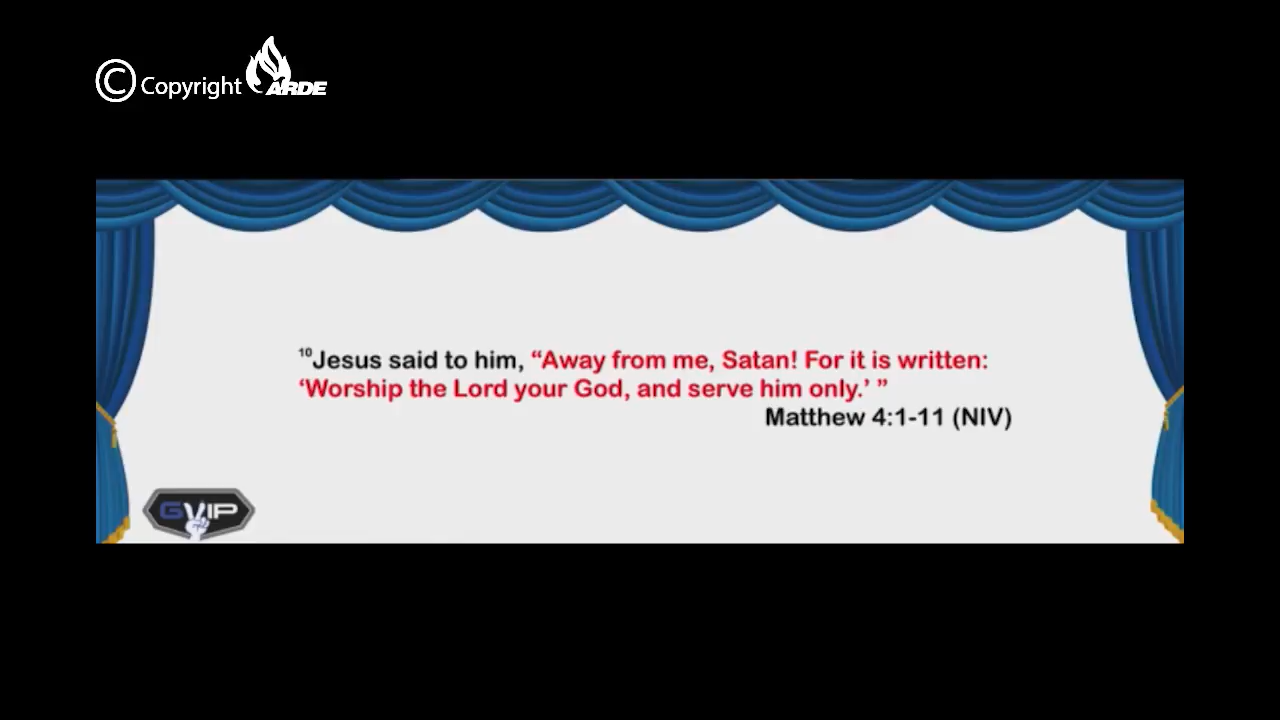 © Copyright ARDE
¹⁰Jesus said to him, “Away from me, Satan! For it is written:
‘Worship the Lord your God, and serve him only.’ ”
Matthew 4:1-11 (NIV)
GVIP